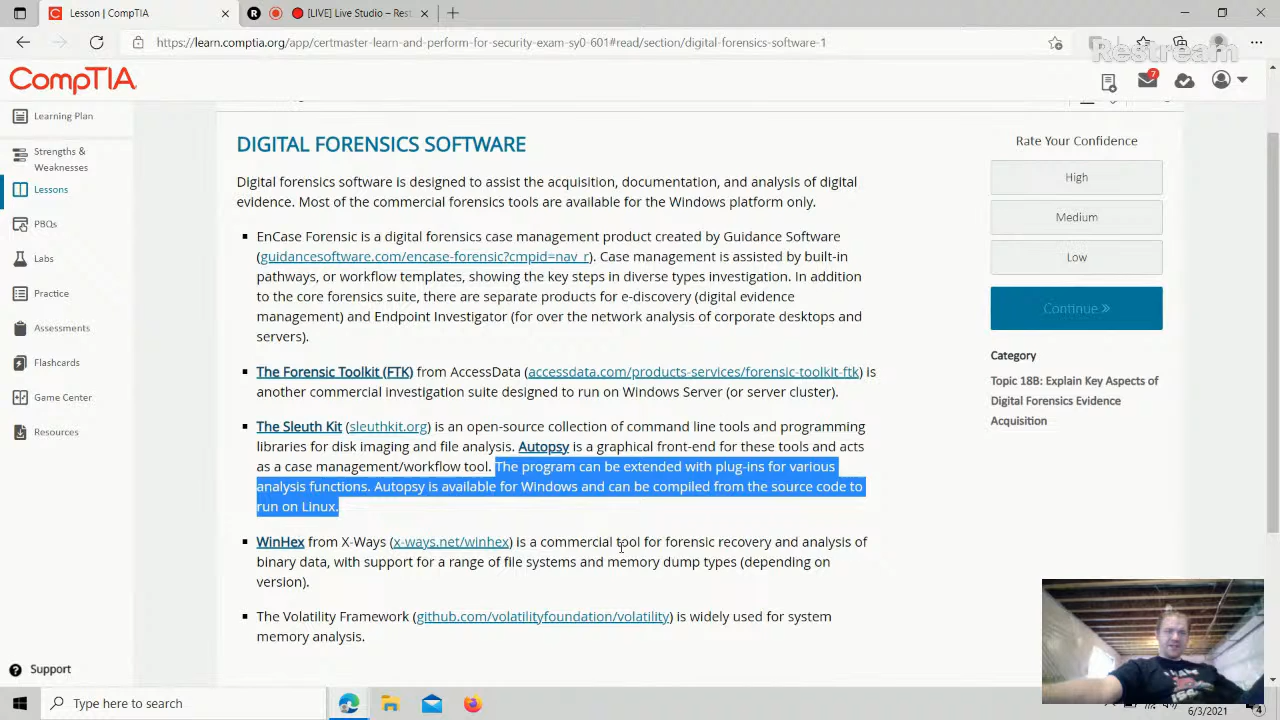 Lesson | CompTIA
[LIVE] Live Studio – Rest
https://learn.comptia.org/app/certmaster-learn-and-perform-for-security-exam-sy0-601#read/section/digital-forensics-software-1
Restream
CompTIA.
7
Learning Plan
Strengths &
Weaknesses
Lessons
PBQs
Labs
Practice
Assessments
Flashcards
Game Center
Resources
Support
DIGITAL FORENSICS SOFTWARE
Digital forensics software is designed to assist the acquisition, documentation, and analysis of digital
evidence. Most of the commercial forensics tools are available for the Windows platform only.
EnCase Forensic is a digital forensics case management product created by Guidance Software
(guidancesoftware.com/encase-forensic?cmpid=nav_r). Case management is assisted by built-in
pathways, or workflow templates, showing the key steps in diverse types investigation. In addition
to the core forensics suite, there are separate products for e-discovery (digital evidence
management) and Endpoint Investigator (for over the network analysis of corporate desktops and
servers).
The Forensic Toolkit (FTK) from AccessData (accessdata.com/products-services/forensic-toolkit-ftk) is
another commercial investigation suite designed to run on Windows Server (or server cluster).
The Sleuth Kit (sleuthkit.org) is an open-source collection of command line tools and programming
libraries for disk imaging and file analysis. Autopsy is a graphical front-end for these tools and acts
as a case management/workflow tool. The program can be extended with plug-ins for various
analysis functions. Autopsy is available for Windows and can be compiled from the source code to
run on Linux.
WinHex from X-Ways (x-ways.net/winhex) is a commercial tool for forensic recovery and analysis of
binary data, with support for a range of file systems and memory dump types (depending on
version).
The Volatility Framework (github.com/volatilityfoundation/volatility) is widely used for system
memory analysis.
Rate Your Confidence
High
Medium
Low
Continue »
Category
Topic 18B: Explain Key Aspects of
Digital Forensics Evidence
Acquisition
Type here to search
6/3/2021
4